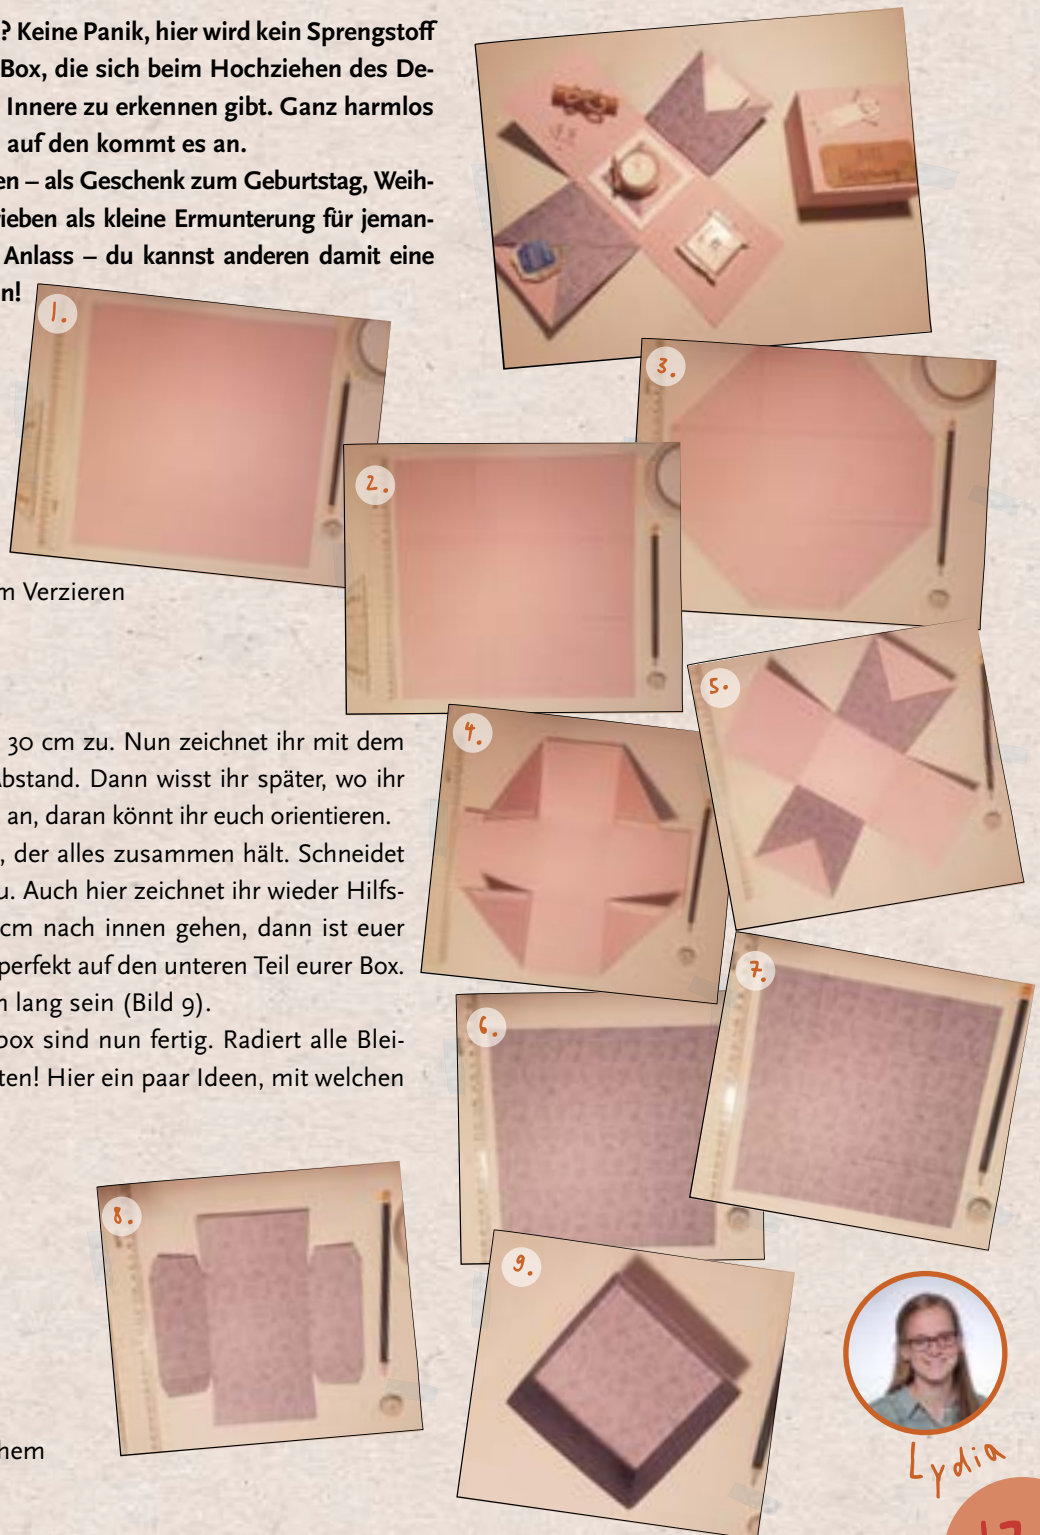 ? Keine Panik, hier wird kein Sprengstoff
Box, die sich beim Hochziehen des De-
Innere zu erkennen gibt. Ganz harmlos
auf den kommt es an.
en – als Geschenk zum Geburtstag, Weih-
rieben als kleine Ermunterung für jeman-
Anlass – du kannst anderen damit eine
n!
1.
3.
2.
m Verzieren
5.
4.
30 cm zu. Nun zeichnet ihr mit dem
Abstand. Dann wisst ihr später, wo ihr
an, daran könnt ihr euch orientieren.
, der alles zusammen hält. Schneidet
u. Auch hier zeichnet ihr wieder Hilfs-
cm nach innen gehen, dann ist euer
perfekt auf den unteren Teil eurer Box.
m lang sein (Bild 9).
box sind nun fertig. Radiert alle Blei-
ten! Hier ein paar Ideen, mit welchen
7.
6.
8.
9.
hem
Lydia